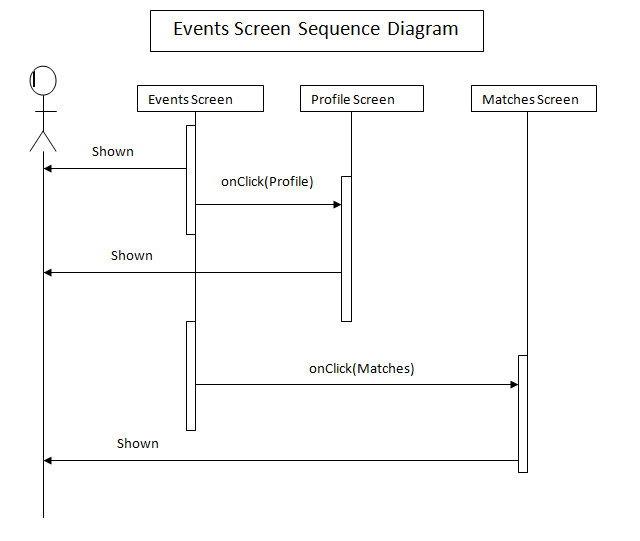 Events Screen Sequence Diagram
Events Screen
Profile Screen
Matches Screen
Shown
onClick(Profile)
Shown
onClick(Matches)
Shown